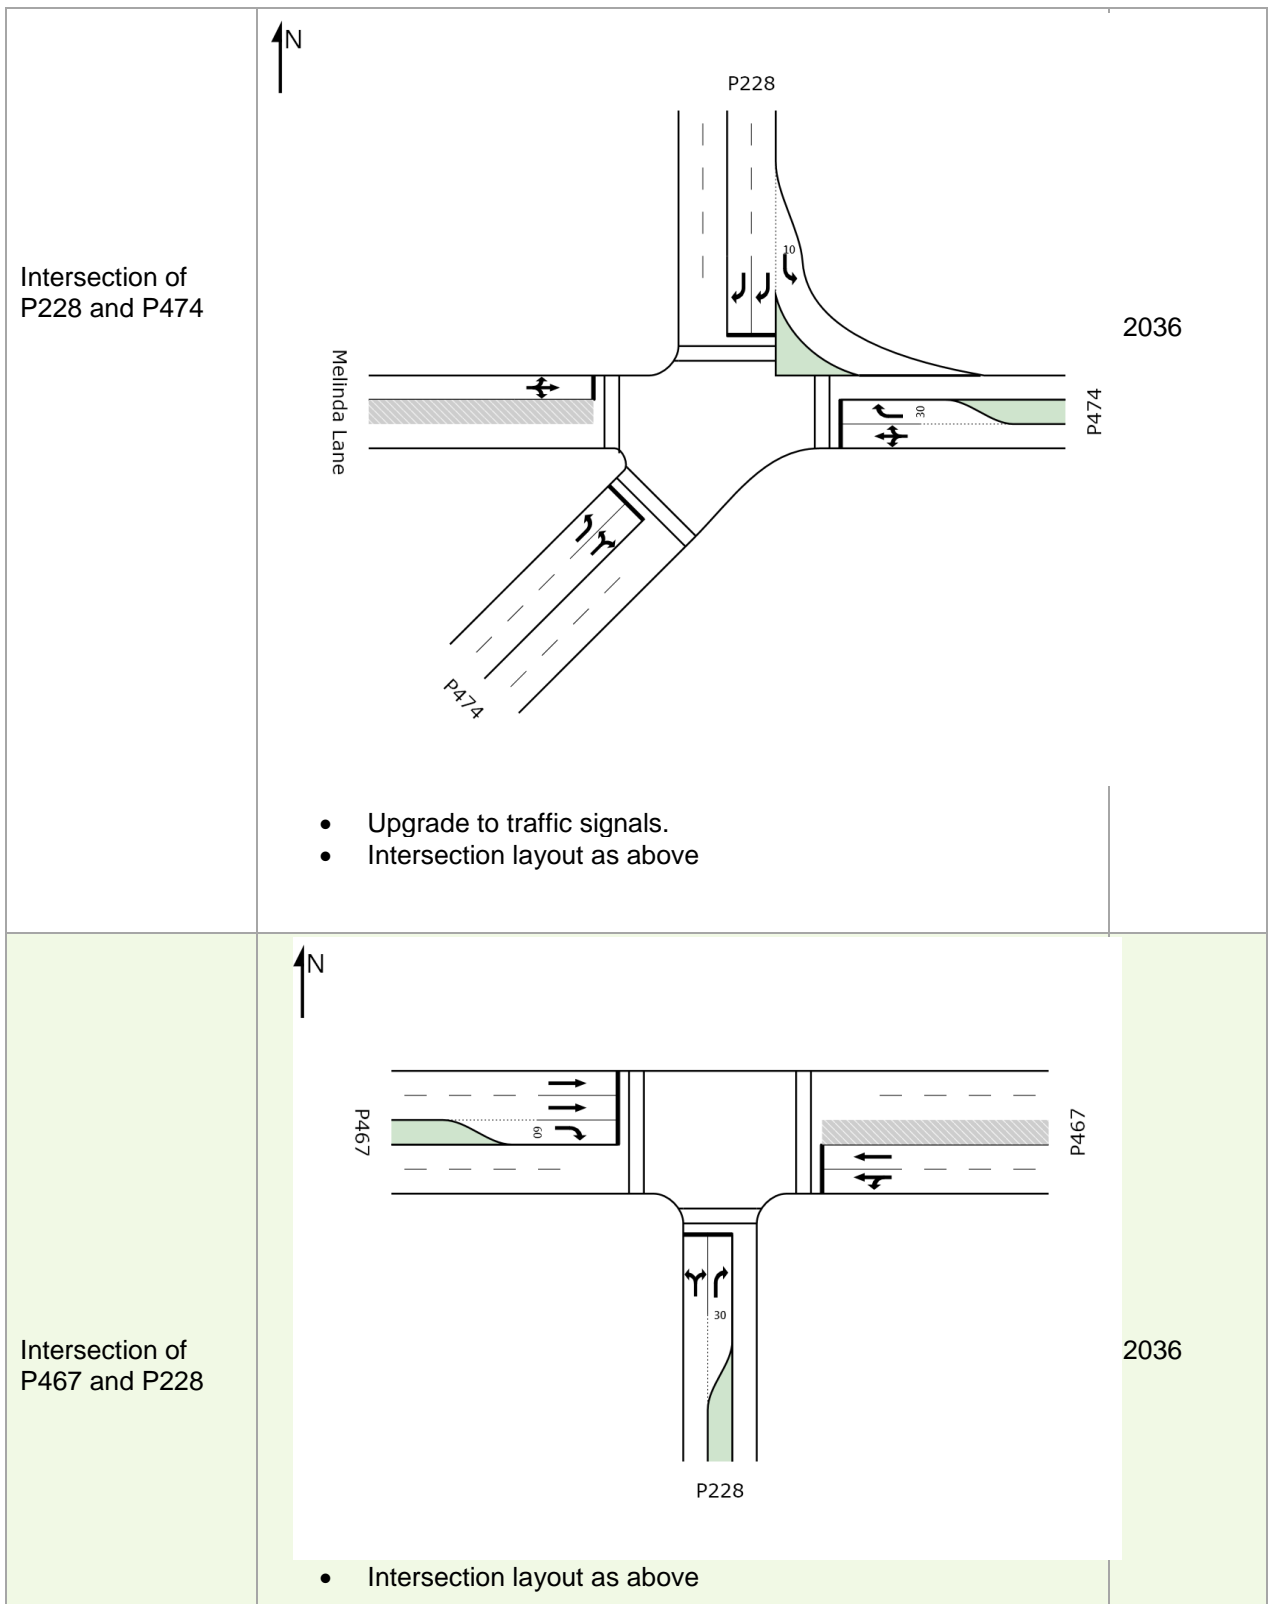 N
P228
10
Intersection of
P228 and P474
2036
Melinda Lane
30
P474
P474
• Upgrade to traffic signals.
• Intersection layout as above
N
P467
60
P467
30
Intersection of
P467 and P228
2036
P228
• Intersection layout as above